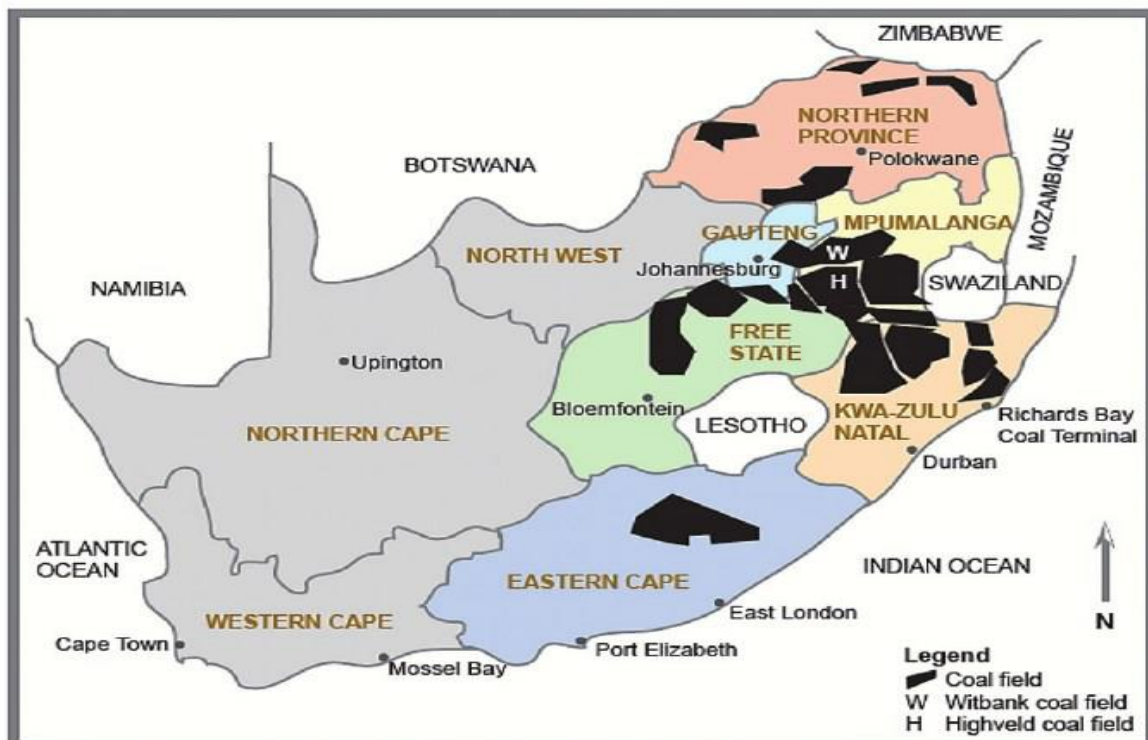 ZIMBABWE
NORTHERN
PROVINCE
Polokwane
BOTSWANA
MOZAMBIQUE
MPUMALANGA
GAUTENG
NORTH WEST
W
Johannesburg
H
SWAZILAND
NAMIBIA
FREE
STATE
Upington
Bloemfontein
LESOTHO
KWA-ZULU
NATAL
Richards Bay
Coal Terminal
NORTHERN CAPE
Durban
ATLANTIC
OCEAN
INDIAN OCEAN
EASTERN CAPE
East London
WESTERN CAPE
N
Cape Town
Port Elizabeth
Mossel Bay
Legend
Coal field
W Witbank coal field
H Highveld coal field